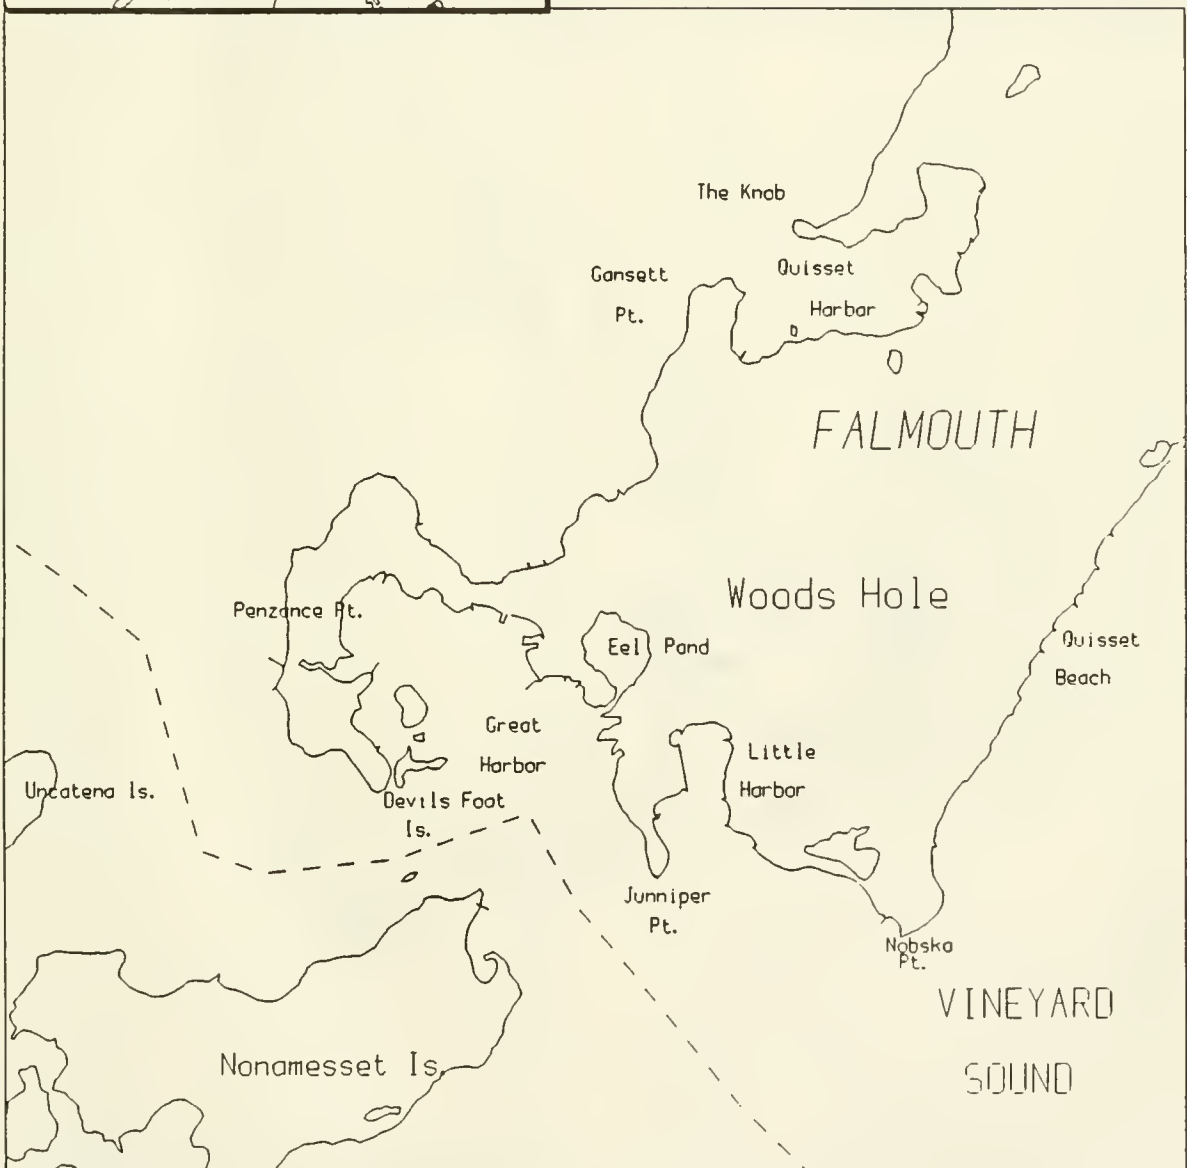 The Knob
Gansett
Pt.
Quisset
Harbor
FALMOUTH
Woods Hole
Penzance Pt.
Eel Pond
Quisset
Beach
Great
Harbor
Little
Harbor
Uncatena Is.
Devils Foot
Is.
Junniper
Pt.
Nobska
Pt.
VINEYARD
SOUND
Nonamesset Is.